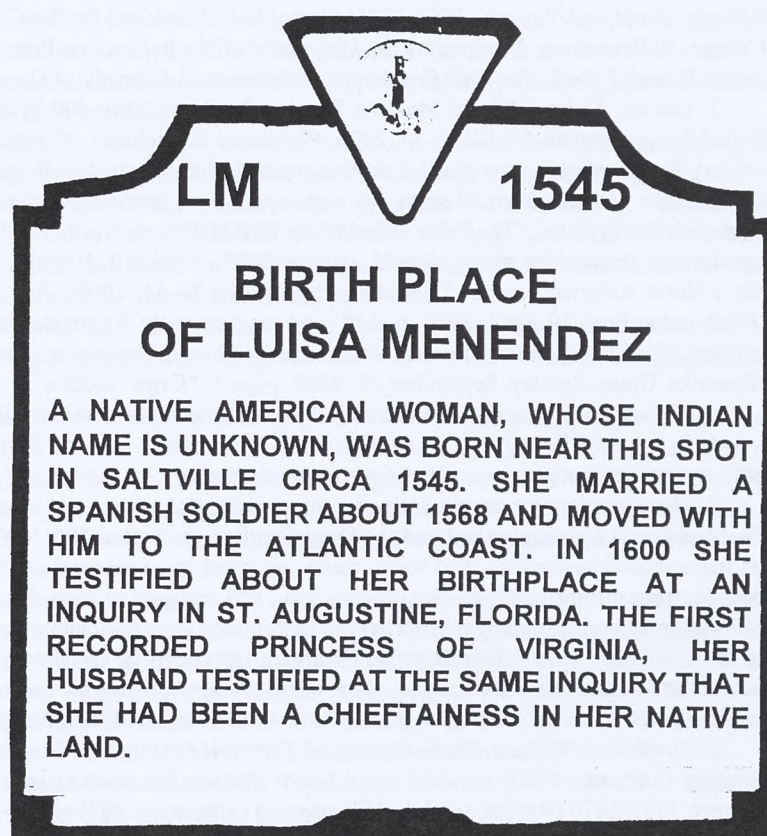 LM 1545
BIRTH PLACE
OF LUISA MENENDEZ
A NATIVE AMERICAN WOMAN, WHOSE INDIAN
NAME IS UNKNOWN, WAS BORN NEAR THIS SPOT
IN SALTVILLE CIRCA 1545. SHE MARRIED A
SPANISH SOLDIER ABOUT 1568 AND MOVED WITH
HIM TO THE ATLANTIC COAST. IN 1600 SHE
TESTIFIED ABOUT HER BIRTHPLACE AT AN
INQUIRY IN ST. AUGUSTINE, FLORIDA. THE FIRST
RECORDED PRINCESS OF VIRGINIA, HER
HUSBAND TESTIFIED AT THE SAME INQUIRY THAT
SHE HAD BEEN A CHIEFTAINESS IN HER NATIVE
LAND.